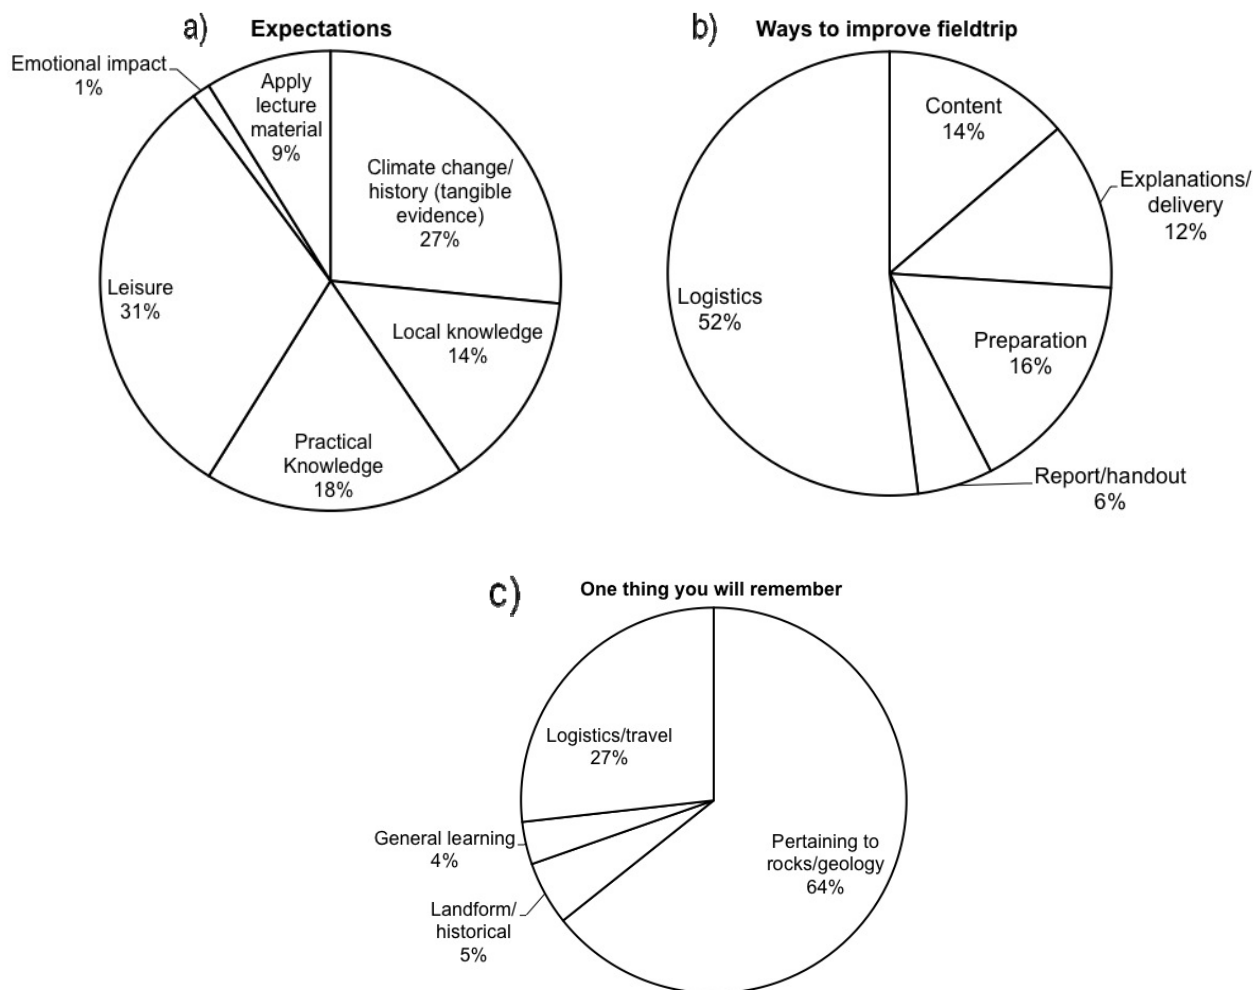 a)
Expectations
Emotional impact
1%
Apply
lecture
material
9%
Climate change/
history (tangible
evidence)
27%
Leisure
31%
Local knowledge
14%
Practical
Knowledge
18%
b)
Ways to improve fieldtrip
Content
14%
Explanations/
delivery
12%
Logistics
52%
Preparation
16%
Report/handout
6%
c)
One thing you will remember
Logistics/travel
27%
General learning
4%
Pertaining to
rocks/geology
64%
Landform/
historical
5%